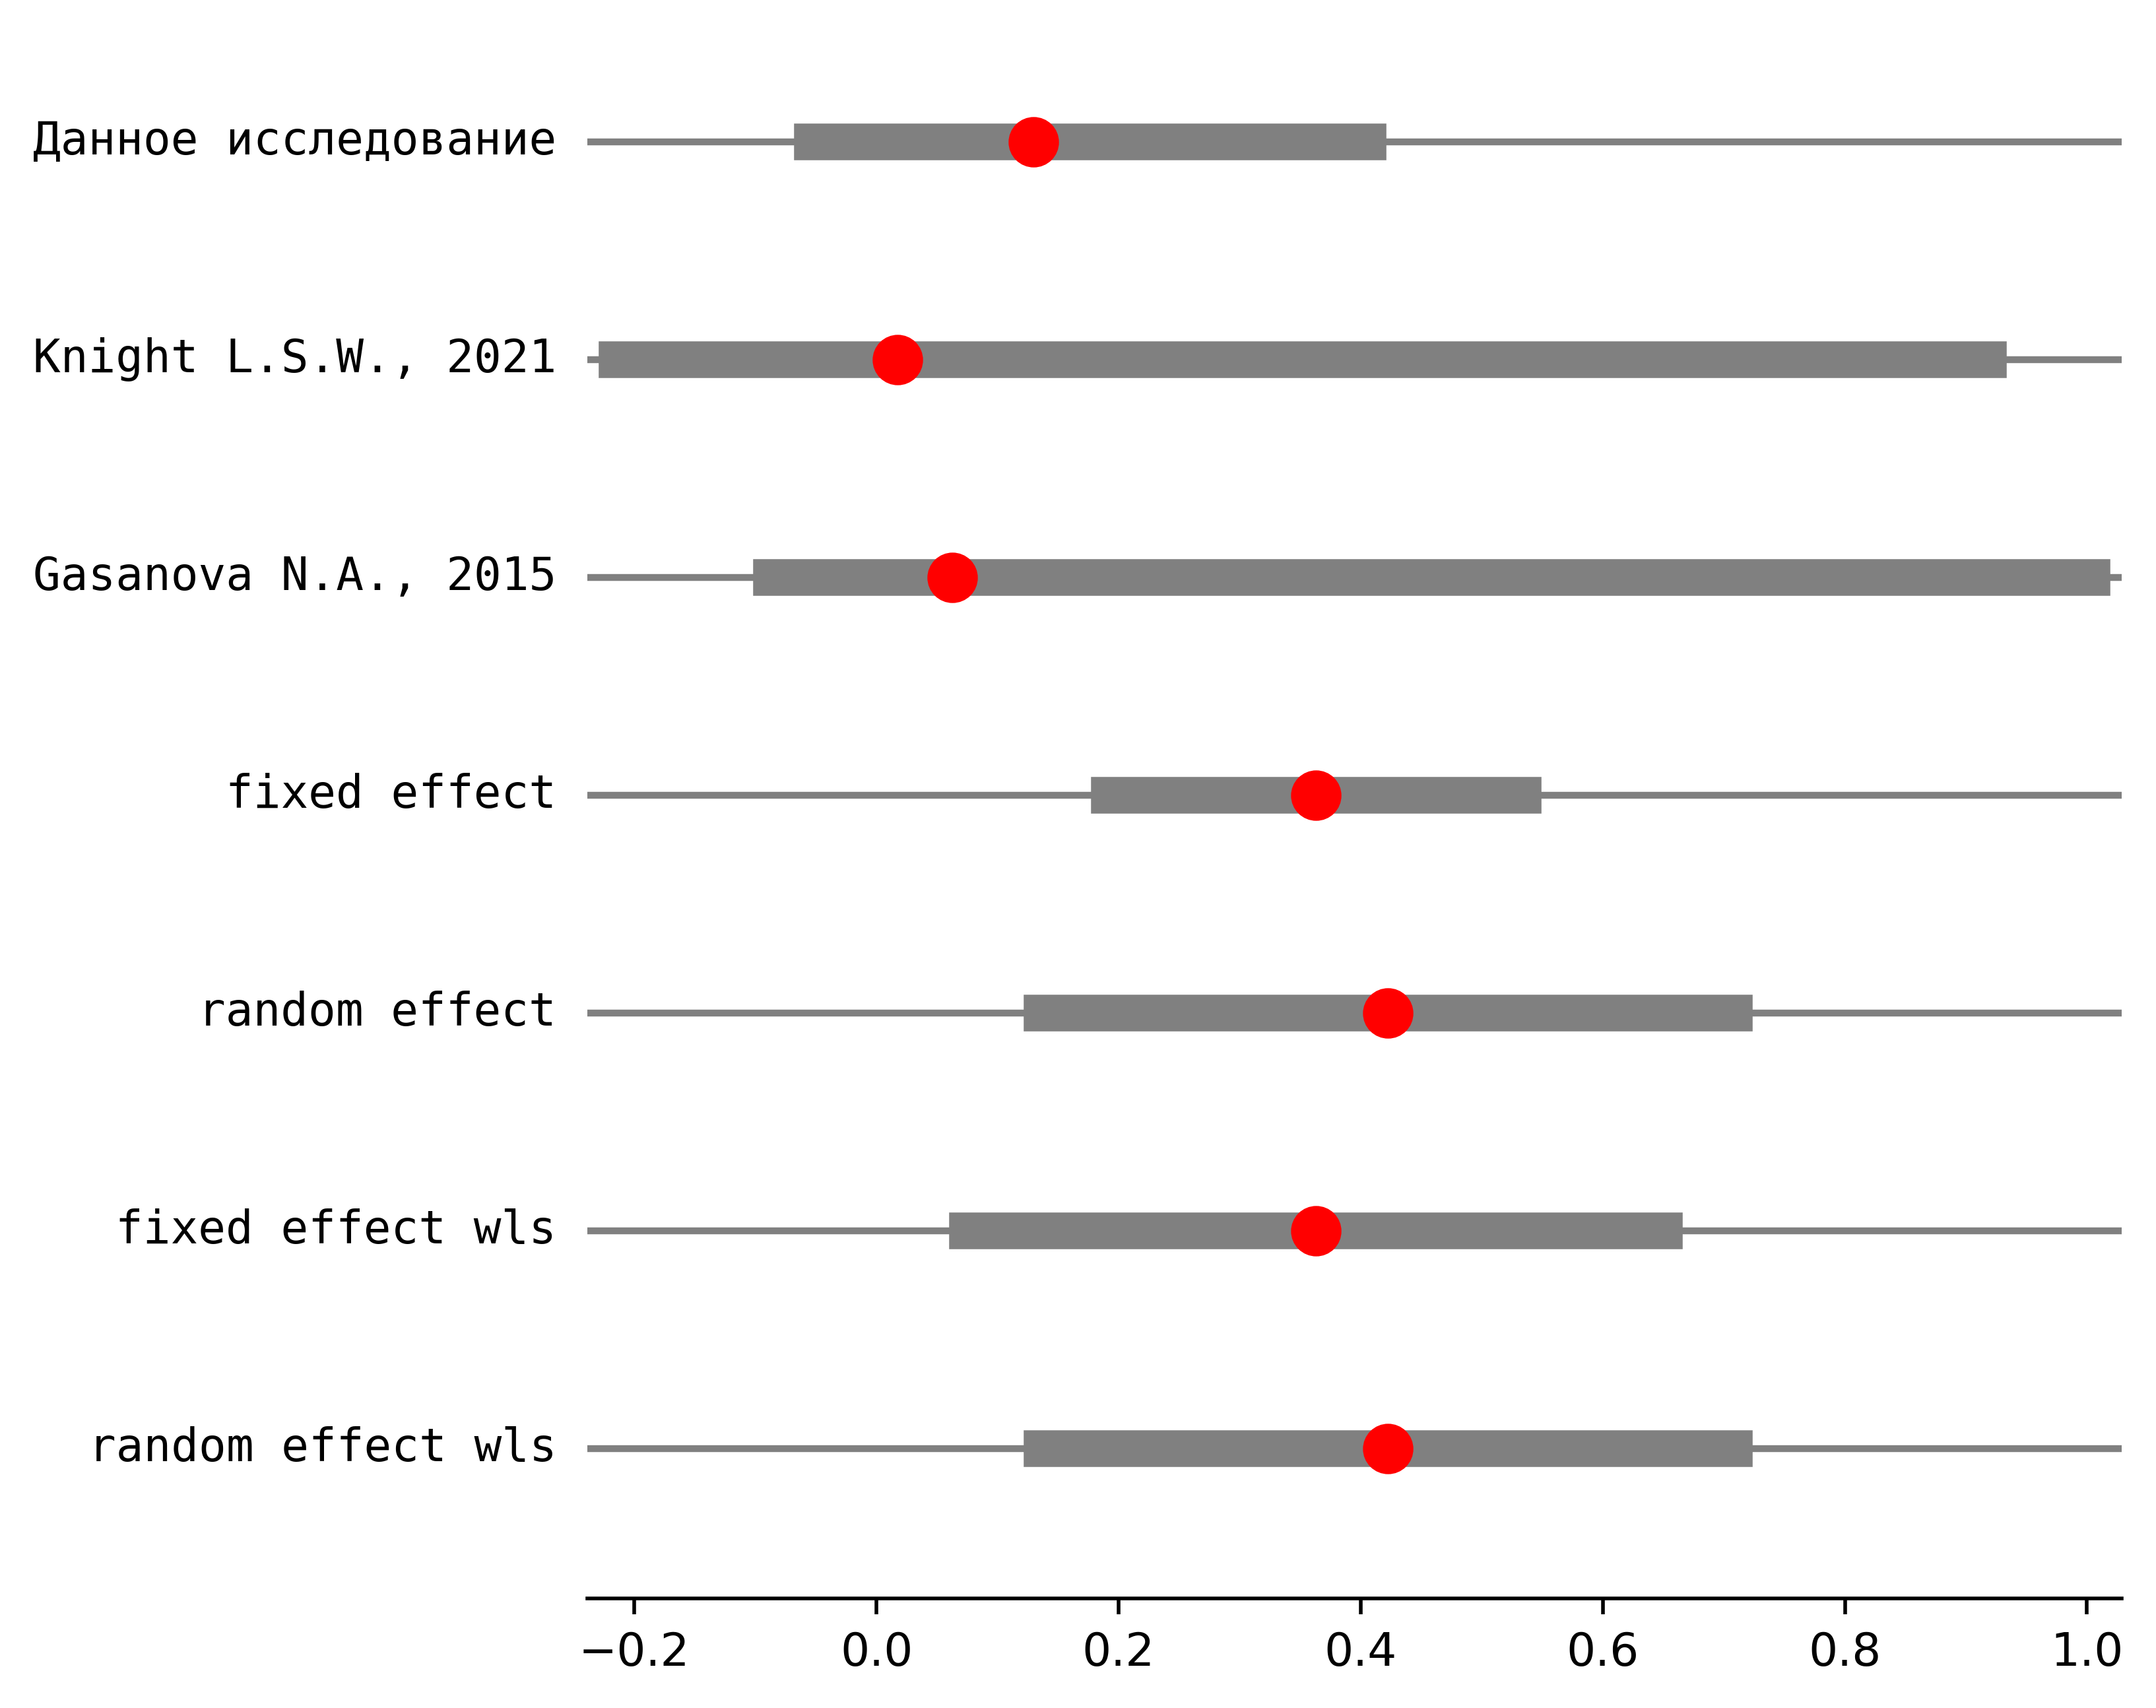 Данное исследование
Knight L.S.W., 2021
Gasanova N.A., 2015
fixed effect
random effect
fixed effect wls
random effect wls
−0.2 0.0 0.2 0.4 0.6 0.8 1.0